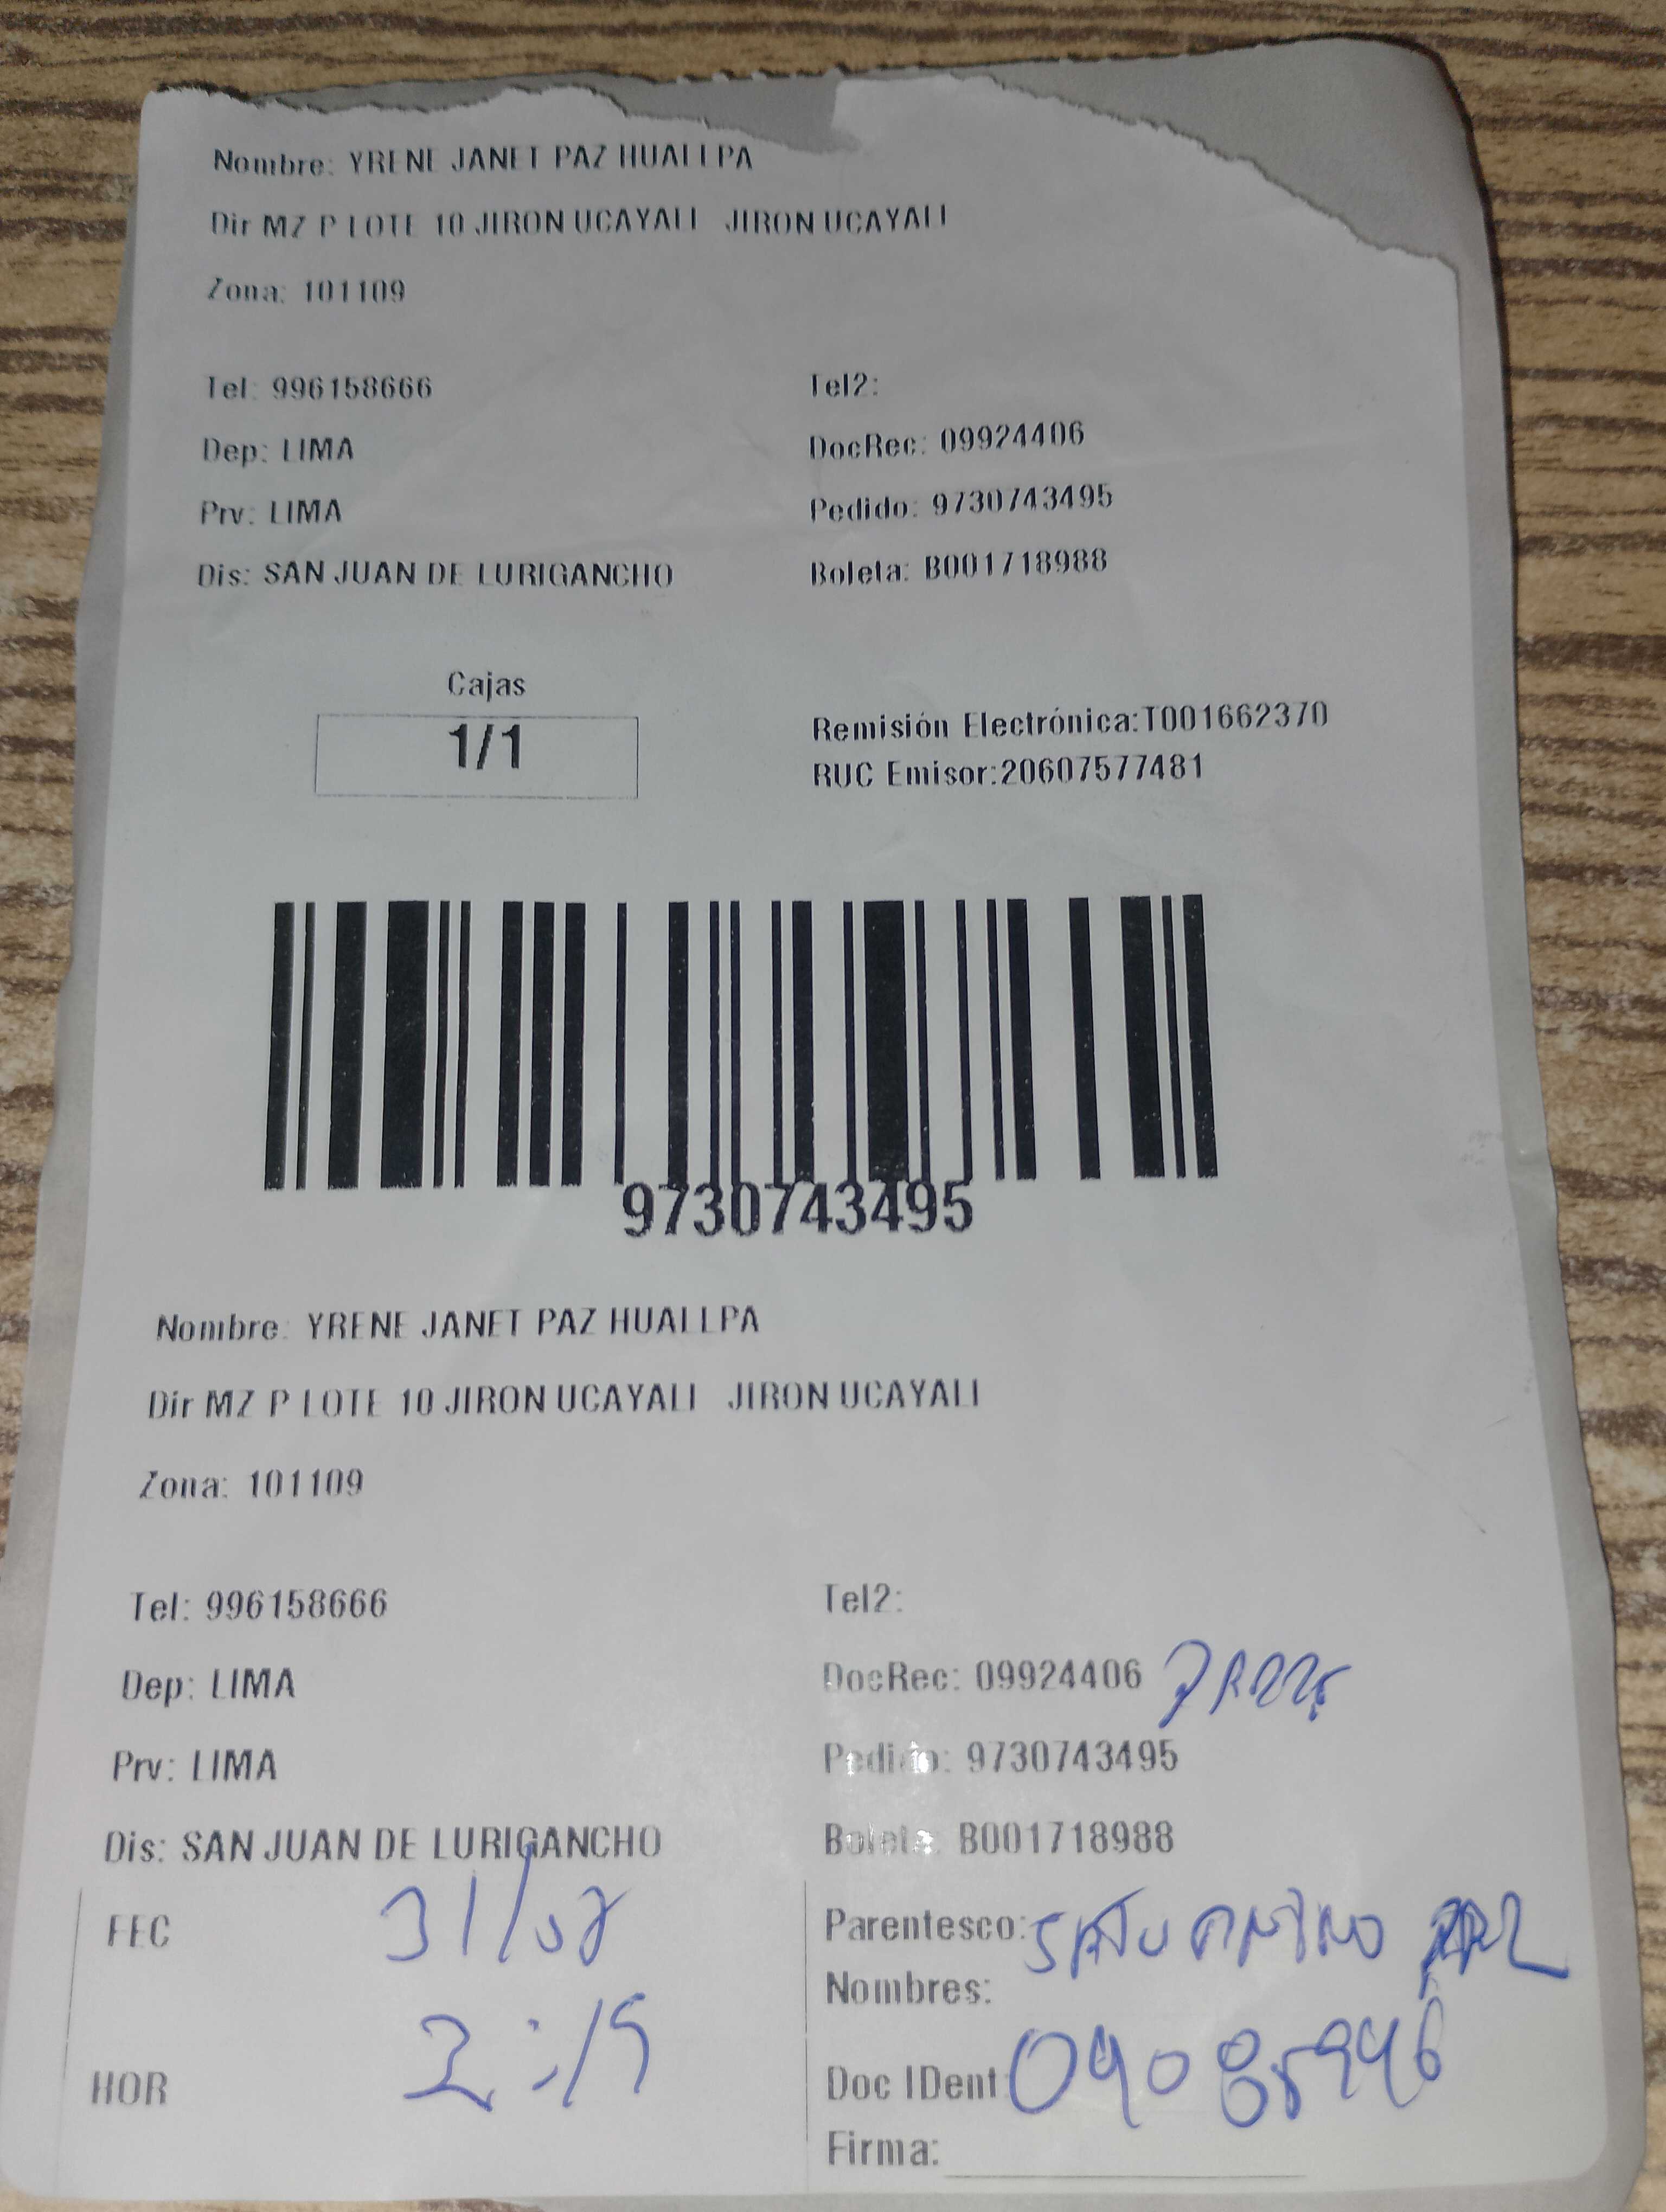 Nombre: YRENE JANET PAZ HUALLPA
Dir MZ P LOTE 10 JIRON UCAYALI JIRON UCAYALI
Zona: 101109
Tel: 996158666 Tel2:
Dep: LIMA DocRec: 09924406
Prv: LIMA Pedido: 9730743495
Dis: SAN JUAN DE LURIGANCHO Boleta: B001718988
Cajas
1/1
Remisión Electrónica:T001662370
RUC Emisor:20607577481
9730743495
Nombre: YRENE JANET PAZ HUALLPA
Dir MZ P LOTE 10 JIRON UCAYALI JIRON UCAYALI
Zona: 101109
Tel: 996158666 Tel2:
Dep: LIMA DocRec: 09924406
Prv: LIMA Pedido: 9730743495
Dis: SAN JUAN DE LURIGANCHO Boleta: B001718988
FEC Parentesco:
Nombres:
HOR 2:15 Doc IDent:
Firma: